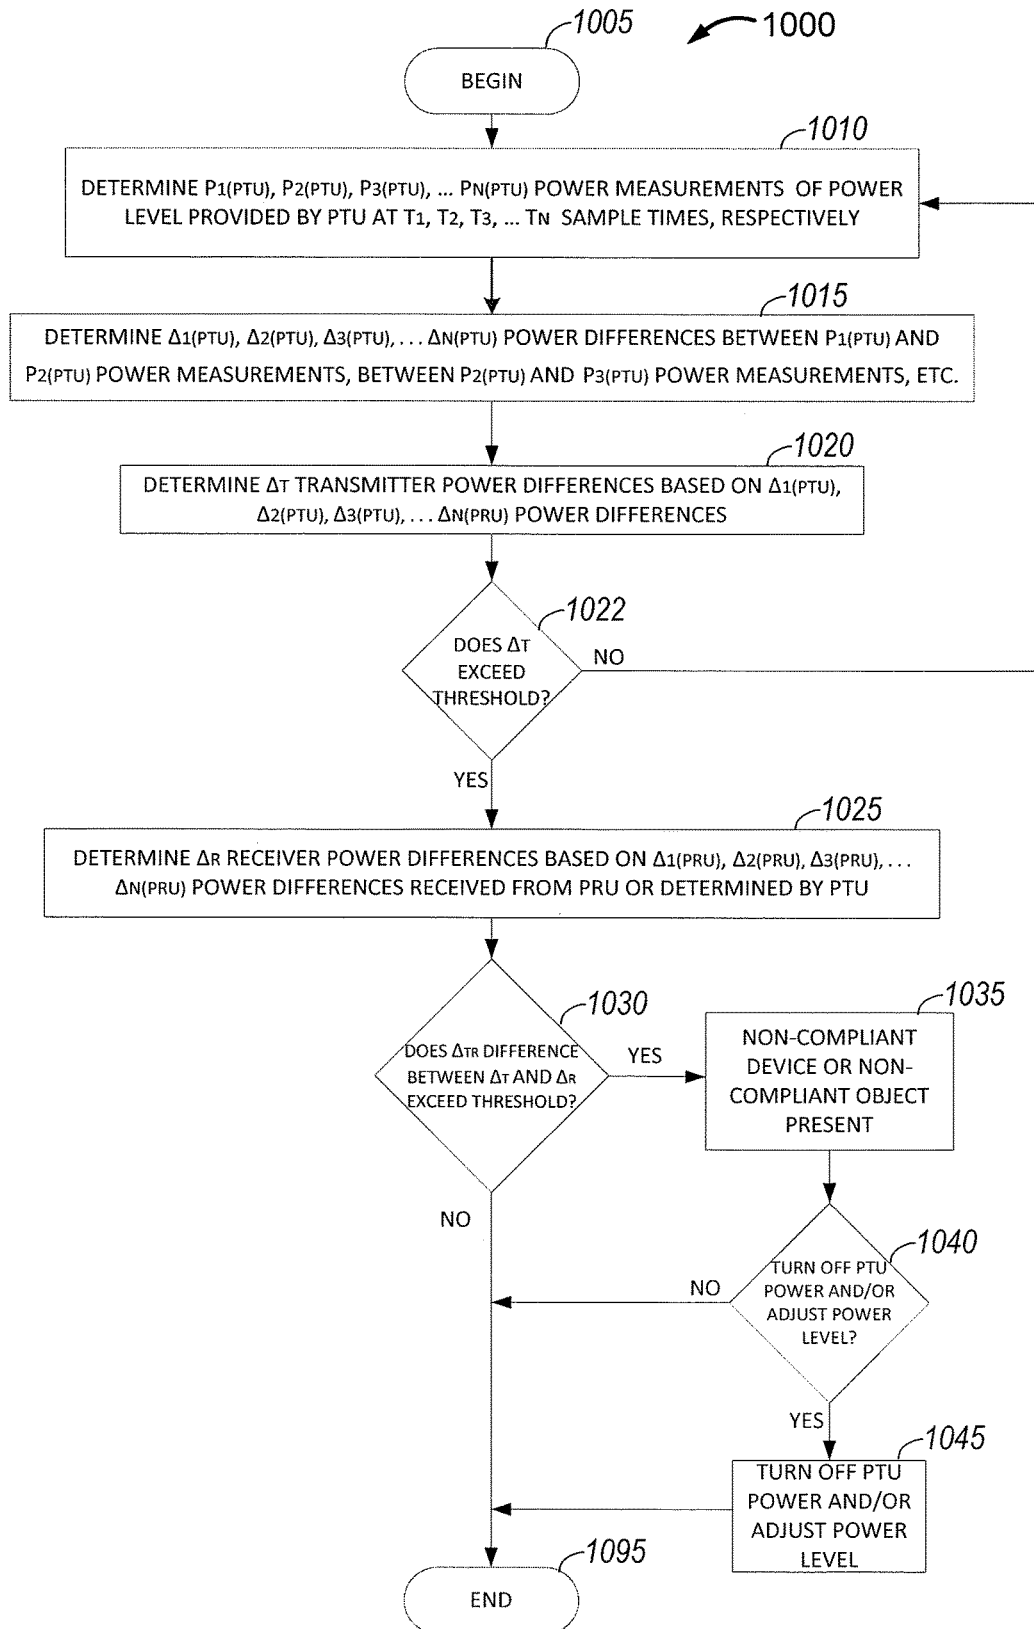 1005
1000
BEGIN
1010
DETERMINE P1(PTU), P2(PTU), P3(PTU), ... PN(PTU) POWER MEASUREMENTS OF POWER
LEVEL PROVIDED BY PTU AT T1, T2, T3, ... TN SAMPLE TIMES, RESPECTIVELY
1015
DETERMINE Δ1(PTU), Δ2(PTU), Δ3(PTU), ... ΔN(PTU) POWER DIFFERENCES BETWEEN P1(PTU) AND
P2(PTU) POWER MEASUREMENTS, BETWEEN P2(PTU) AND P3(PTU) POWER MEASUREMENTS, ETC.
1020
DETERMINE ΔT TRANSMITTER POWER DIFFERENCES BASED ON Δ1(PTU),
Δ2(PTU), Δ3(PTU), ... ΔN(PRU) POWER DIFFERENCES
1022
DOES ΔT
EXCEED
THRESHOLD?
NO
YES
1025
DETERMINE ΔR RECEIVER POWER DIFFERENCES BASED ON Δ1(PRU), Δ2(PRU), Δ3(PRU), ...
ΔN(PRU) POWER DIFFERENCES RECEIVED FROM PRU OR DETERMINED BY PTU
1030
DOES ΔTR DIFFERENCE
BETWEEN ΔT AND ΔR
EXCEED THRESHOLD?
YES
NO
1035
NON-COMPLIANT
DEVICE OR NON-
COMPLIANT OBJECT
PRESENT
1040
TURN OFF PTU
POWER AND/OR
ADJUST POWER
LEVEL?
NO
YES
1045
TURN OFF PTU
POWER AND/OR
ADJUST POWER
LEVEL
1095
END